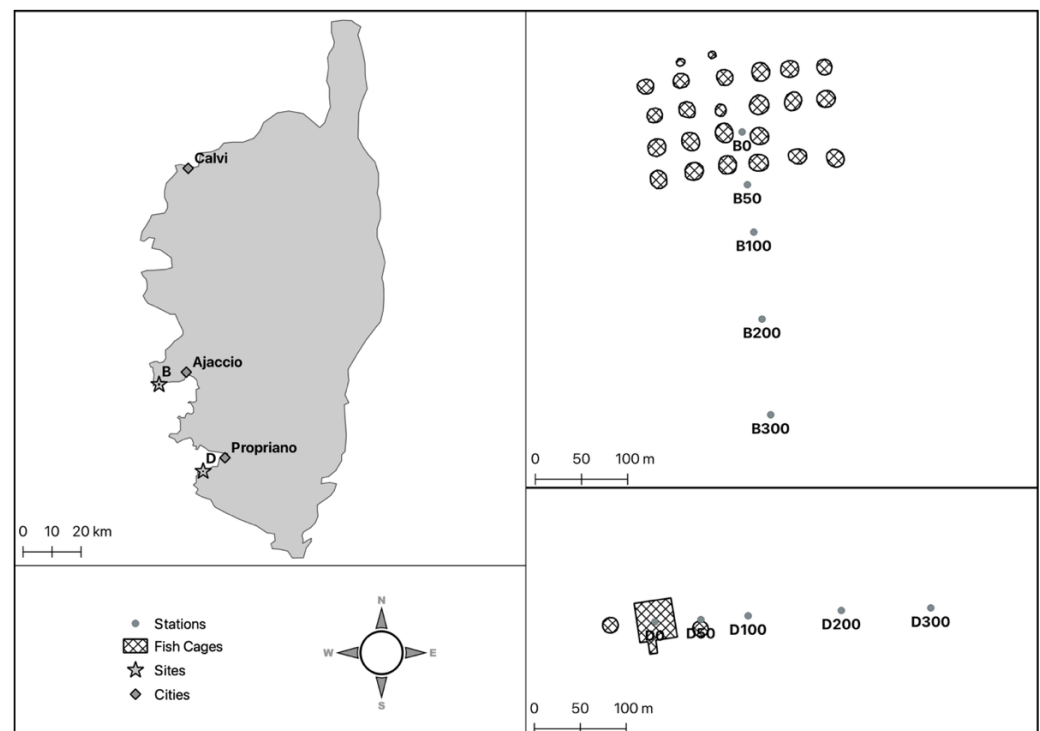 Calvi
B
Ajaccio
Propriano
D
0 10 20 km
Stations
Fish Cages
Sites
Cities
N
W
E
S
B0
B50
B100
B200
B300
0 50 100 m
D0
D50
D100
D200
D300
0 50 100 m